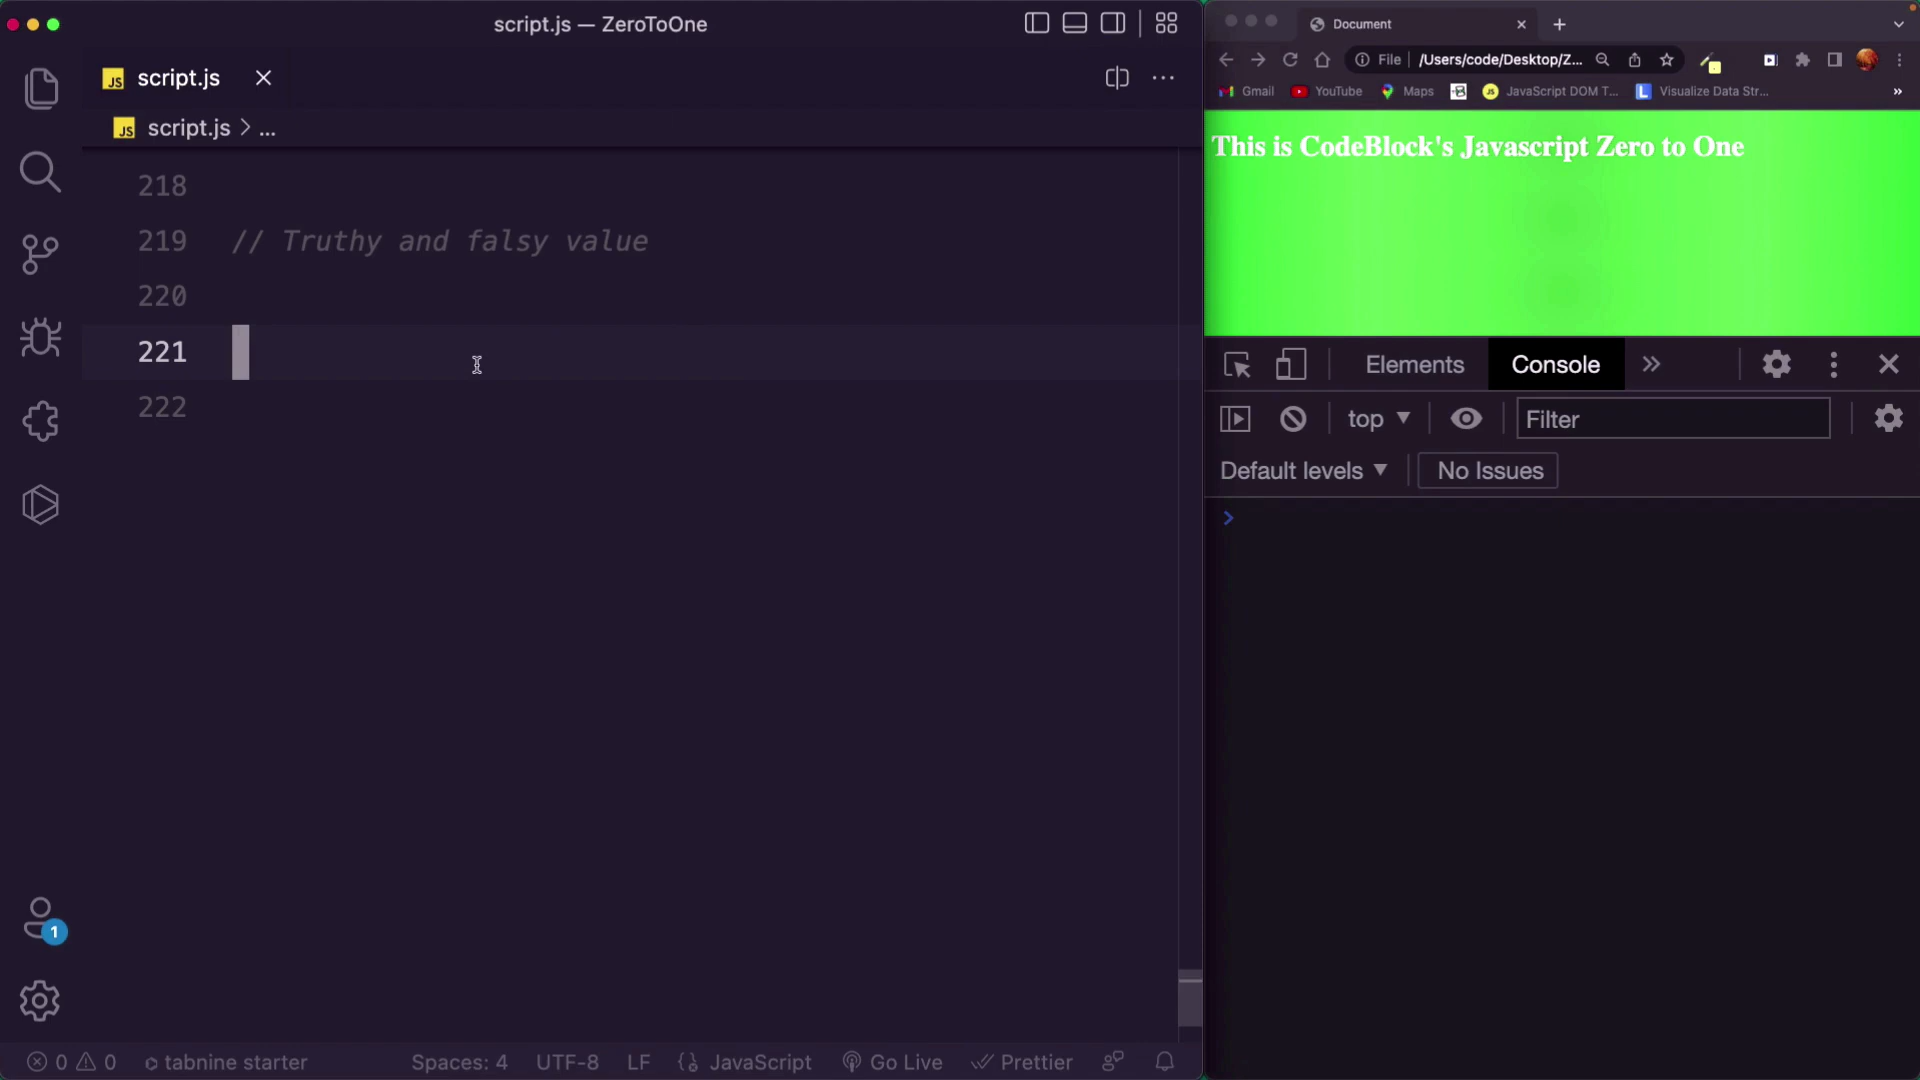 script.js — ZeroToOne
JS script.js
JS script.js > ...
218
219 // Truthy and falsy value
220
221
222
0 0 tabnine starter Spaces: 4 UTF-8 LF JavaScript Go Live Prettier
1
Document
File /Users/code/Desktop/Z...
Gmail YouTube Maps JavaScript DOM T... Visualize Data Str... »
This is CodeBlock's Javascript Zero to One
Elements Console
top Filter
Default levels No Issues